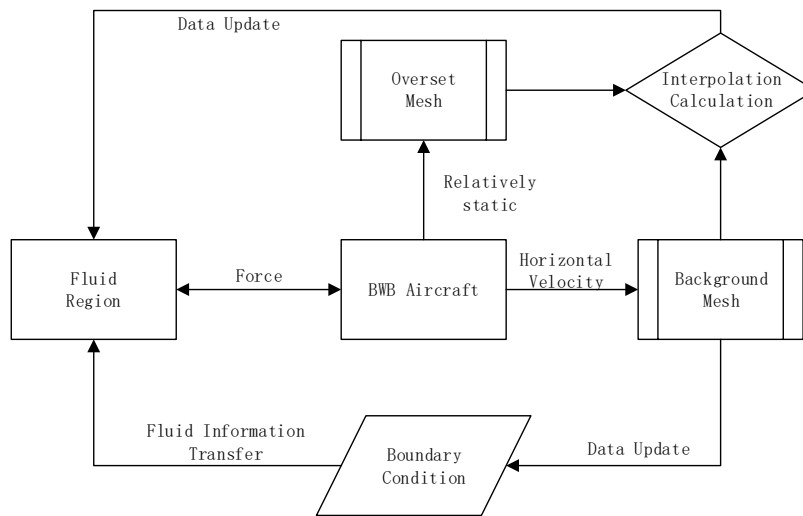 Data Update
Overset
Mesh
Interpolation
Calculation
Relatively
static
Fluid
Region
Force
BWB Aircraft
Horizontal
Velocity
Background
Mesh
Fluid Information
Transfer
Boundary
Condition
Data Update